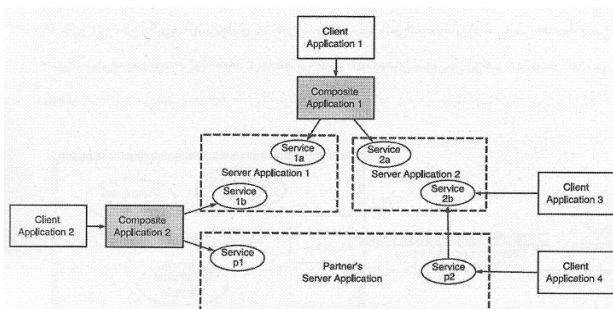 Client
Application 1
Composite
Application 1
Service
1a
Service
2a
Server Application 1
Server Application 2
Service
1b
Service
2b
Client
Application 2
Composite
Application 2
Client
Application 3
Service
p1
Partner's
Server Application
Service
p2
Client
Application 4